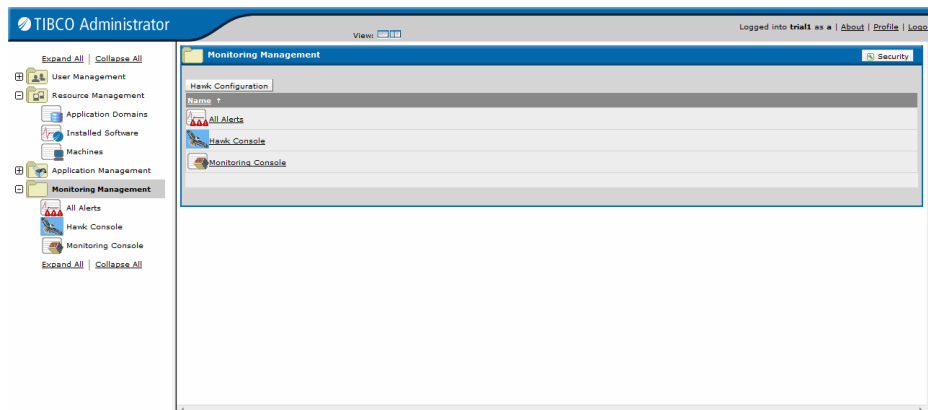 TIBCO Administrator
View:
Logged into trial1 as a | About | Profile | Logo
Expand All | Collapse All
User Management
Resource Management
Application Domains
Installed Software
Machines
Application Management
Monitoring Management
All Alerts
Hawk Console
Monitoring Console
Expand All | Collapse All
Monitoring Management
Security
Hawk Configuration
Name ↑
All Alerts
Hawk Console
Monitoring Console